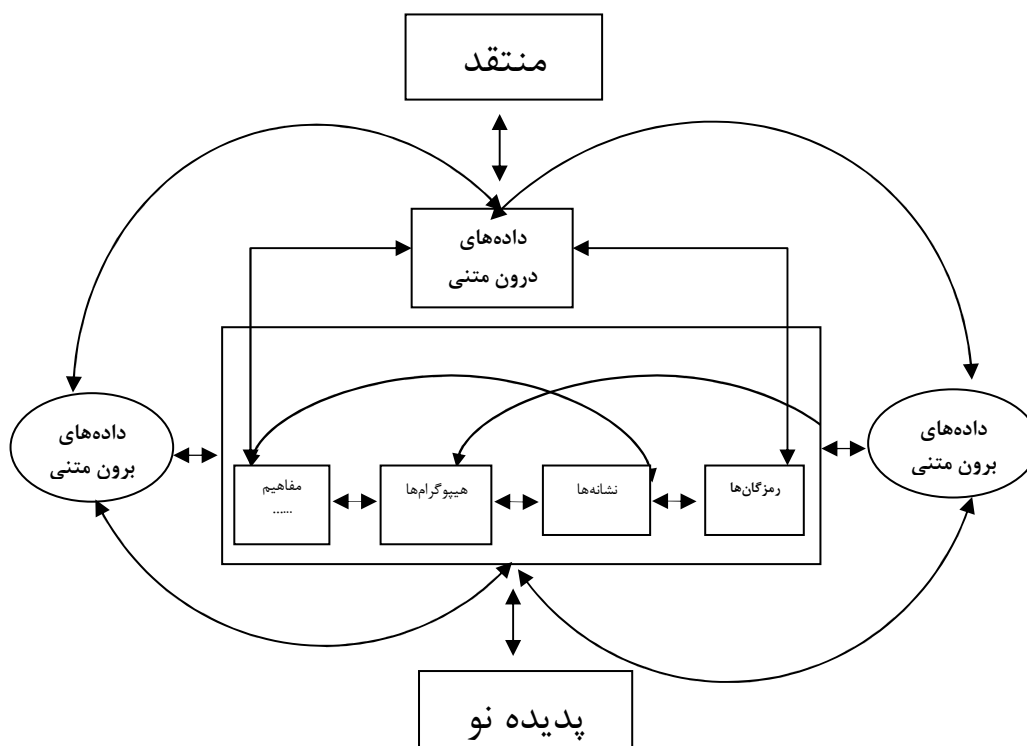 منتقد
داده‌های
درون متنی
داده‌های
برون متنی
داده‌های
برون متنی
رمزگان‌ها
نشانه‌ها
هیپوگرام‌ها
مفاهیم
......
پدیده نو